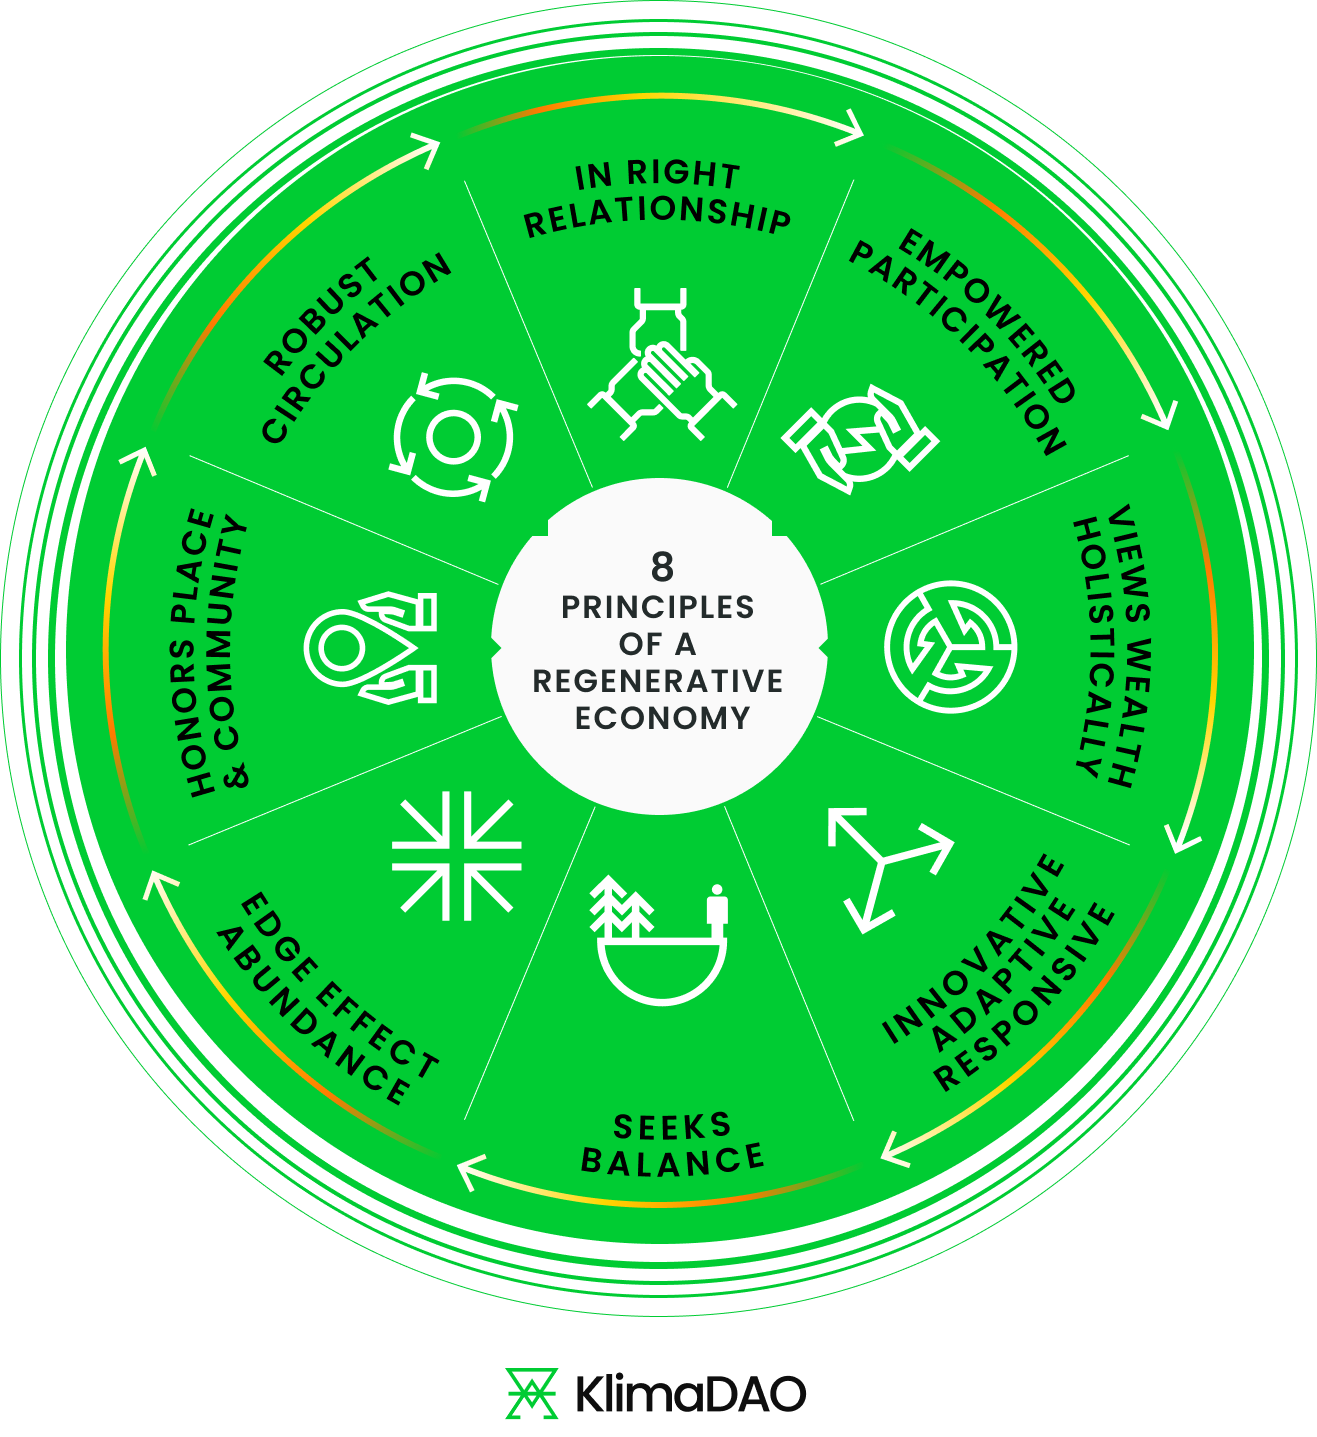 IN RIGHT
RELATIONSHIP
EMPOWERED
PARTICIPATION
VIEWS WEALTH
HOLISTICALLY
INNOVATIVE
ADAPTIVE
RESPONSIVE
SEEKS
BALANCE
EDGE EFFECT
ABUNDANCE
HONORS PLACE
& COMMUNITY
ROBUST
CIRCULATION
8
PRINCIPLES
OF A
REGENERATIVE
ECONOMY
KlimaDAO